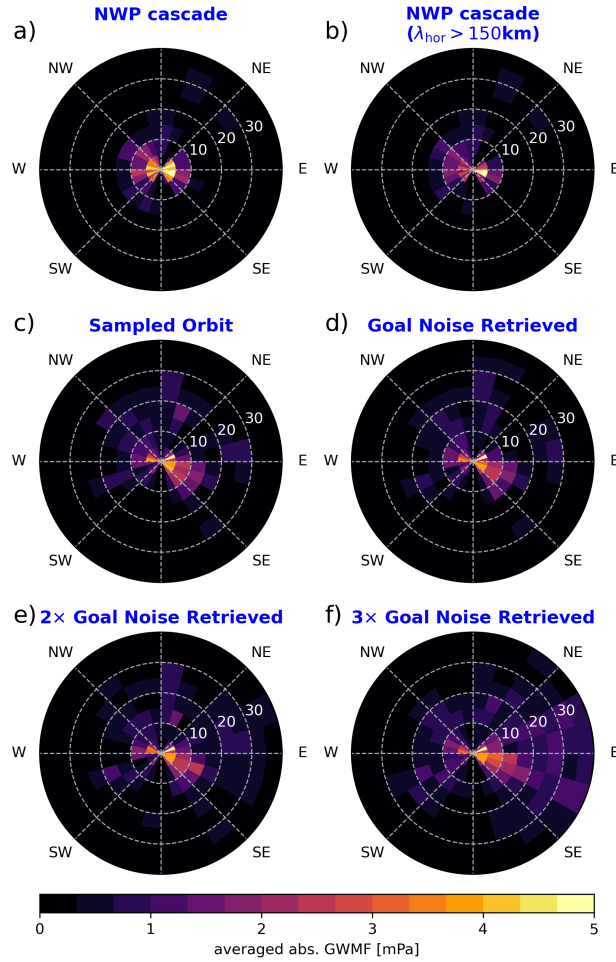 a)
NWP cascade
NW
NE
W
E
SW
SE
10
20
30
b)
NWP cascade
(λhor > 150km)
NW
NE
W
E
SW
SE
10
20
30
c)
Sampled Orbit
NW
NE
W
E
SW
SE
10
20
30
d)
Goal Noise Retrieved
NW
NE
W
E
SW
SE
10
20
30
e)
2× Goal Noise Retrieved
NW
NE
W
E
SW
SE
10
20
30
f)
3× Goal Noise Retrieved
NW
NE
W
E
SW
SE
10
20
30
0 1 2 3 4 5
averaged abs. GWMF [mPa]